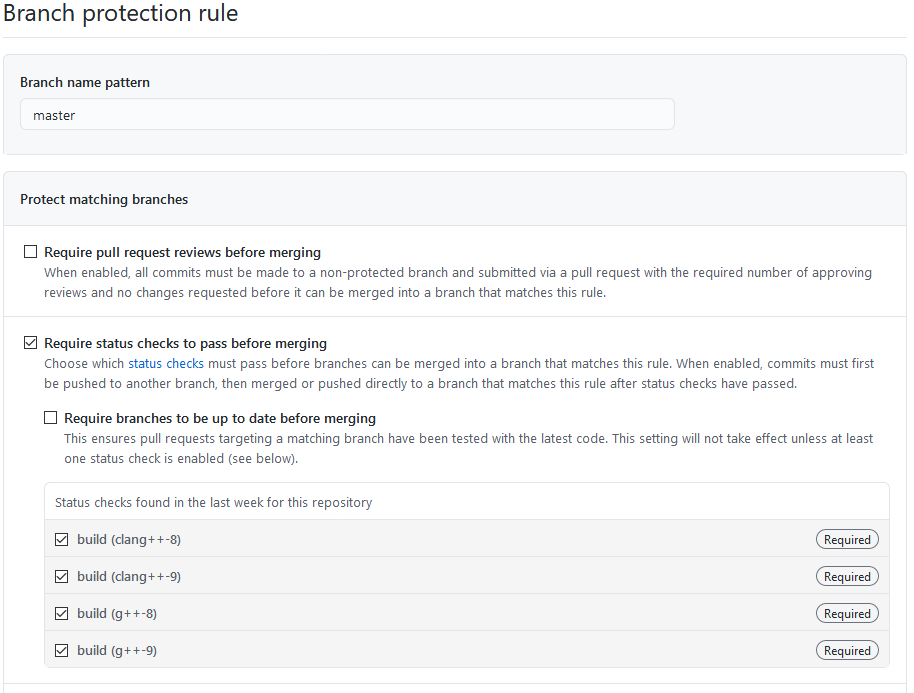 Branch protection rule
Branch name pattern
master
Protect matching branches
Require pull request reviews before merging
When enabled, all commits must be made to a non-protected branch and submitted via a pull request with the required number of approving
reviews and no changes requested before it can be merged into a branch that matches this rule.
Require status checks to pass before merging
Choose which status checks must pass before branches can be merged into a branch that matches this rule. When enabled, commits must first
be pushed to another branch, then merged or pushed directly to a branch that matches this rule after status checks have passed.
Require branches to be up to date before merging
This ensures pull requests targeting a matching branch have been tested with the latest code. This setting will not take effect unless at least
one status check is enabled (see below).
Status checks found in the last week for this repository
build (clang++-8) Required
build (clang++-9) Required
build (g++-8) Required
build (g++-9) Required